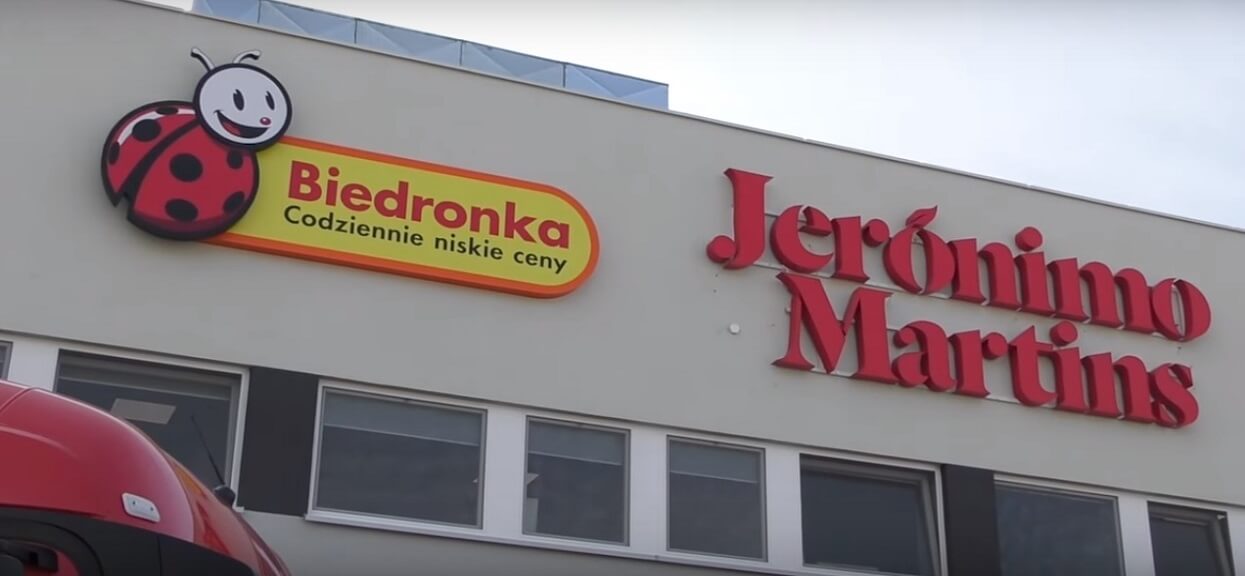 Biedronka
Codziennie niskie ceny
Jerónimo
Martins